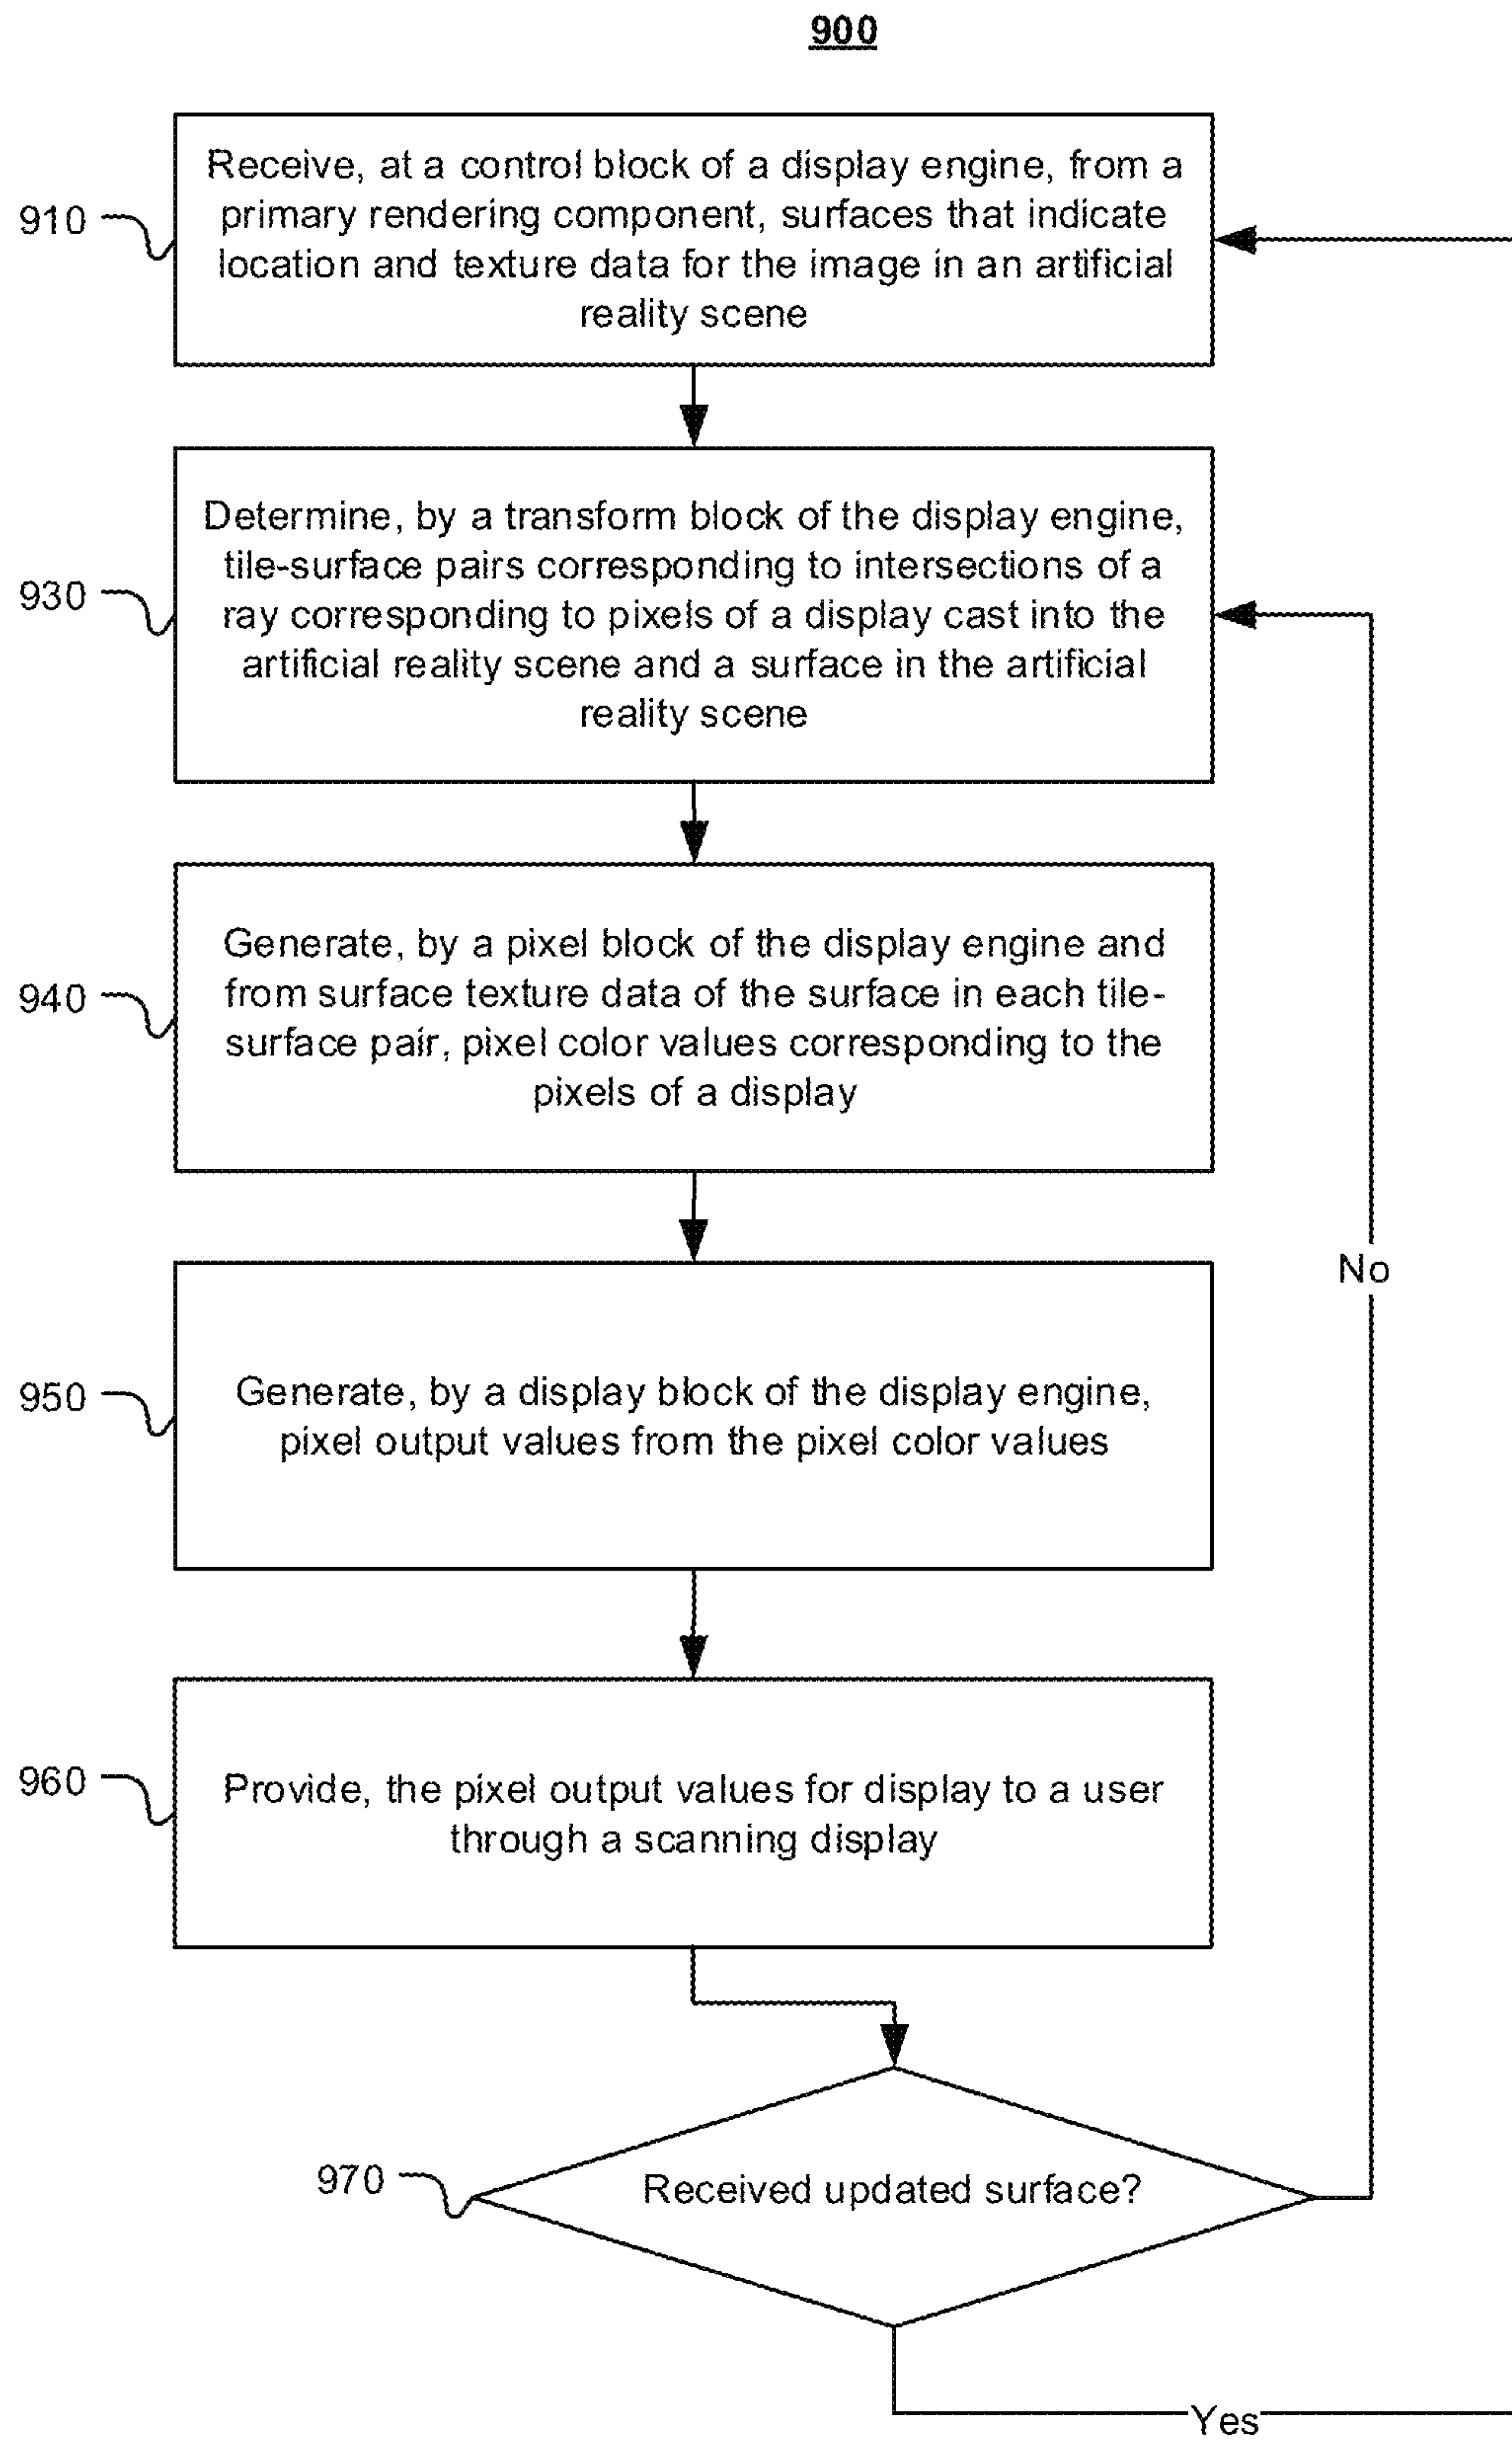 900
910
Receive, at a control block of a display engine, from a
primary rendering component, surfaces that indicate
location and texture data for the image in an artificial
reality scene
930
Determine, by a transform block of the display engine,
tile-surface pairs corresponding to intersections of a
ray corresponding to pixels of a display cast into the
artificial reality scene and a surface in the artificial
reality scene
940
Generate, by a pixel block of the display engine and
from surface texture data of the surface in each tile-
surface pair, pixel color values corresponding to the
pixels of a display
No
950
Generate, by a display block of the display engine,
pixel output values from the pixel color values
960
Provide, the pixel output values for display to a user
through a scanning display
970
Received updated surface?
Yes